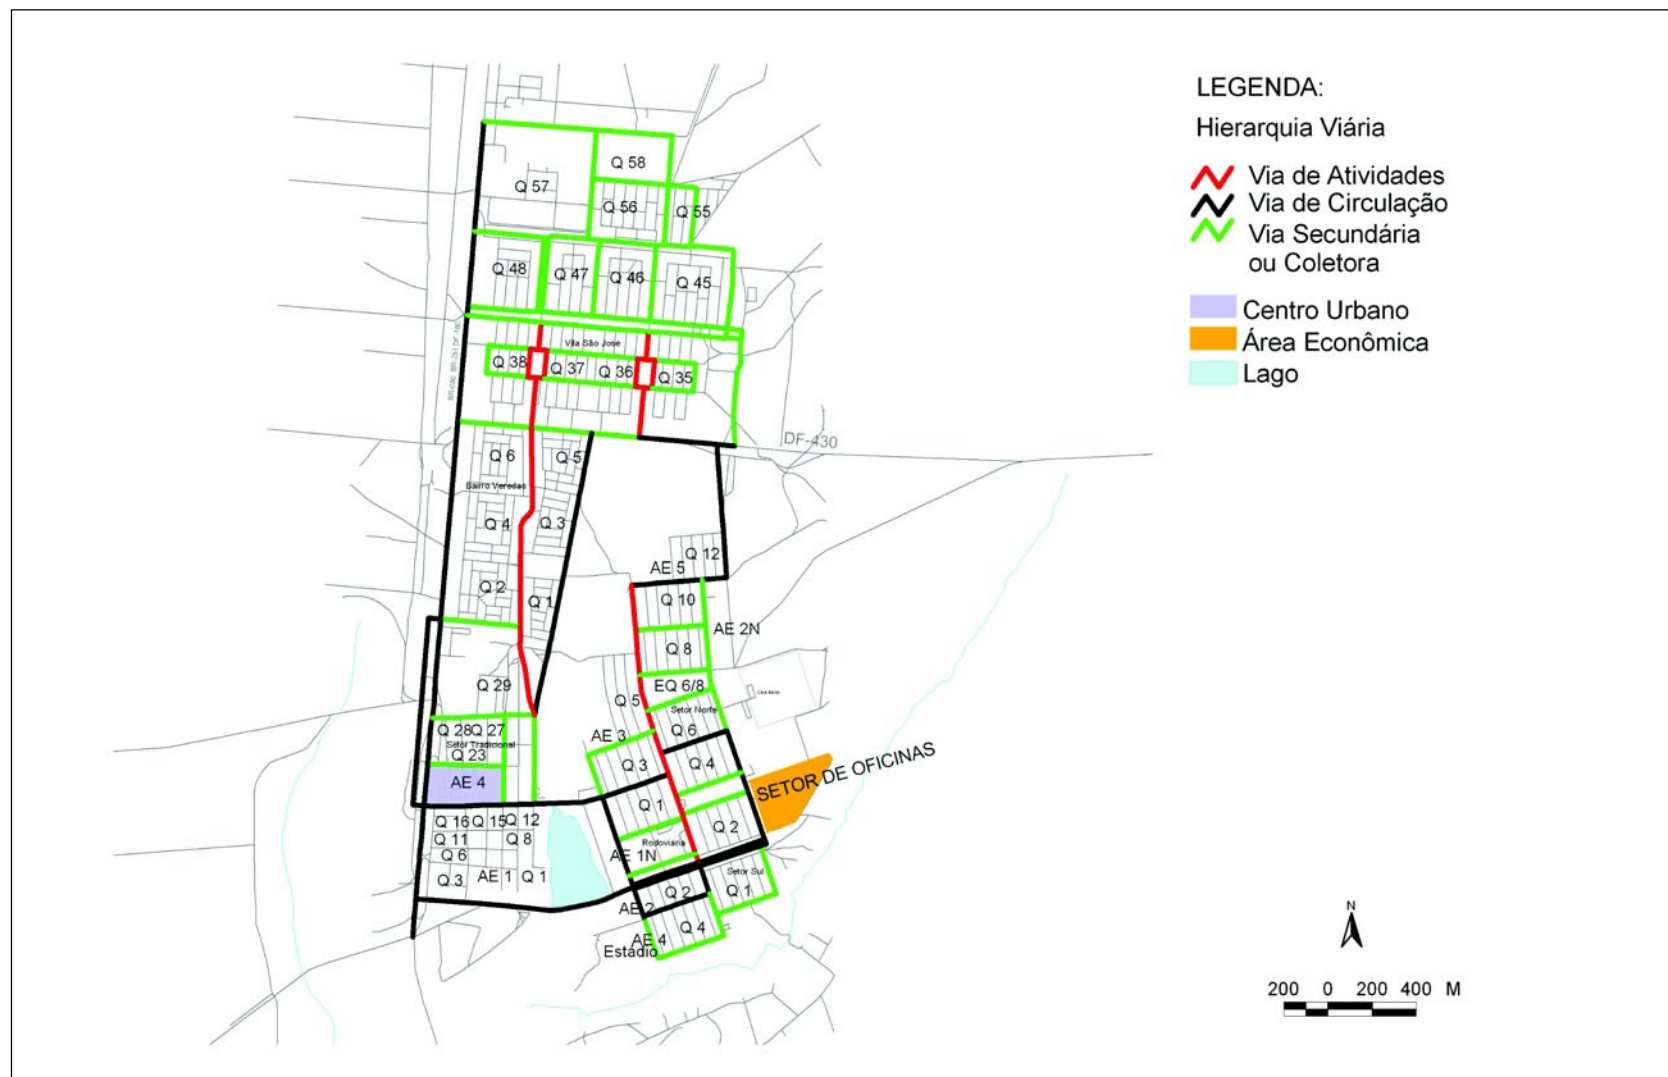 LEGENDA:
Hierarquia Viária
Via de Atividades
Via de Circulação
Via Secundária
ou Coletora
Centro Urbano
Área Econômica
Lago
Q 58
Q 57
Q 56
Q 55
Q 48
Q 47
Q 46
Q 45
Vila São Jose
Q 38
Q 37
Q 36
Q 35
DF-430
Q 6
Q 5
Bairro Veredas
Q 4
Q 3
Q 12
AE 5
Q 2
Q 1
Q 10
AE 2N
Q 8
Q 29
EQ 6/8
Q 5
Setor Norte
Q 28
Q 27
Q 6
AE 3
Setor Tradicional
Q 23
Q 3
Q 4
SETOR DE OFICINAS
AE 4
Q 1
Q 16
Q 15
Q 12
Q 2
Q 11
Q 8
Rodoviaria
Q 6
AE 1N
Q 3
AE 1
Q 1
Setor Sul
Q 2
Q 1
AE 2
Q 4
AE 4
Estádio
N
200 0 200 400 M